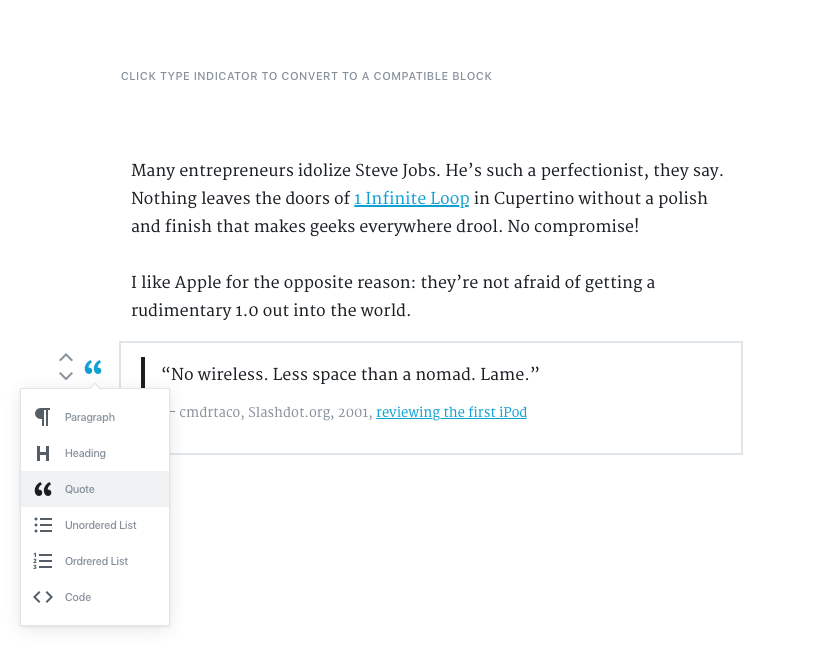 CLICK TYPE INDICATOR TO CONVERT TO A COMPATIBLE BLOCK
Many entrepreneurs idolize Steve Jobs. He’s such a perfectionist, they say.
Nothing leaves the doors of 1 Infinite Loop in Cupertino without a polish
and finish that makes geeks everywhere drool. No compromise!
I like Apple for the opposite reason: they’re not afraid of getting a
rudimentary 1.0 out into the world.
“No wireless. Less space than a nomad. Lame.”
– cmdrtaco, Slashdot.org, 2001, reviewing the first iPod
Paragraph
Heading
Quote
Unordered List
Ordrered List
Code